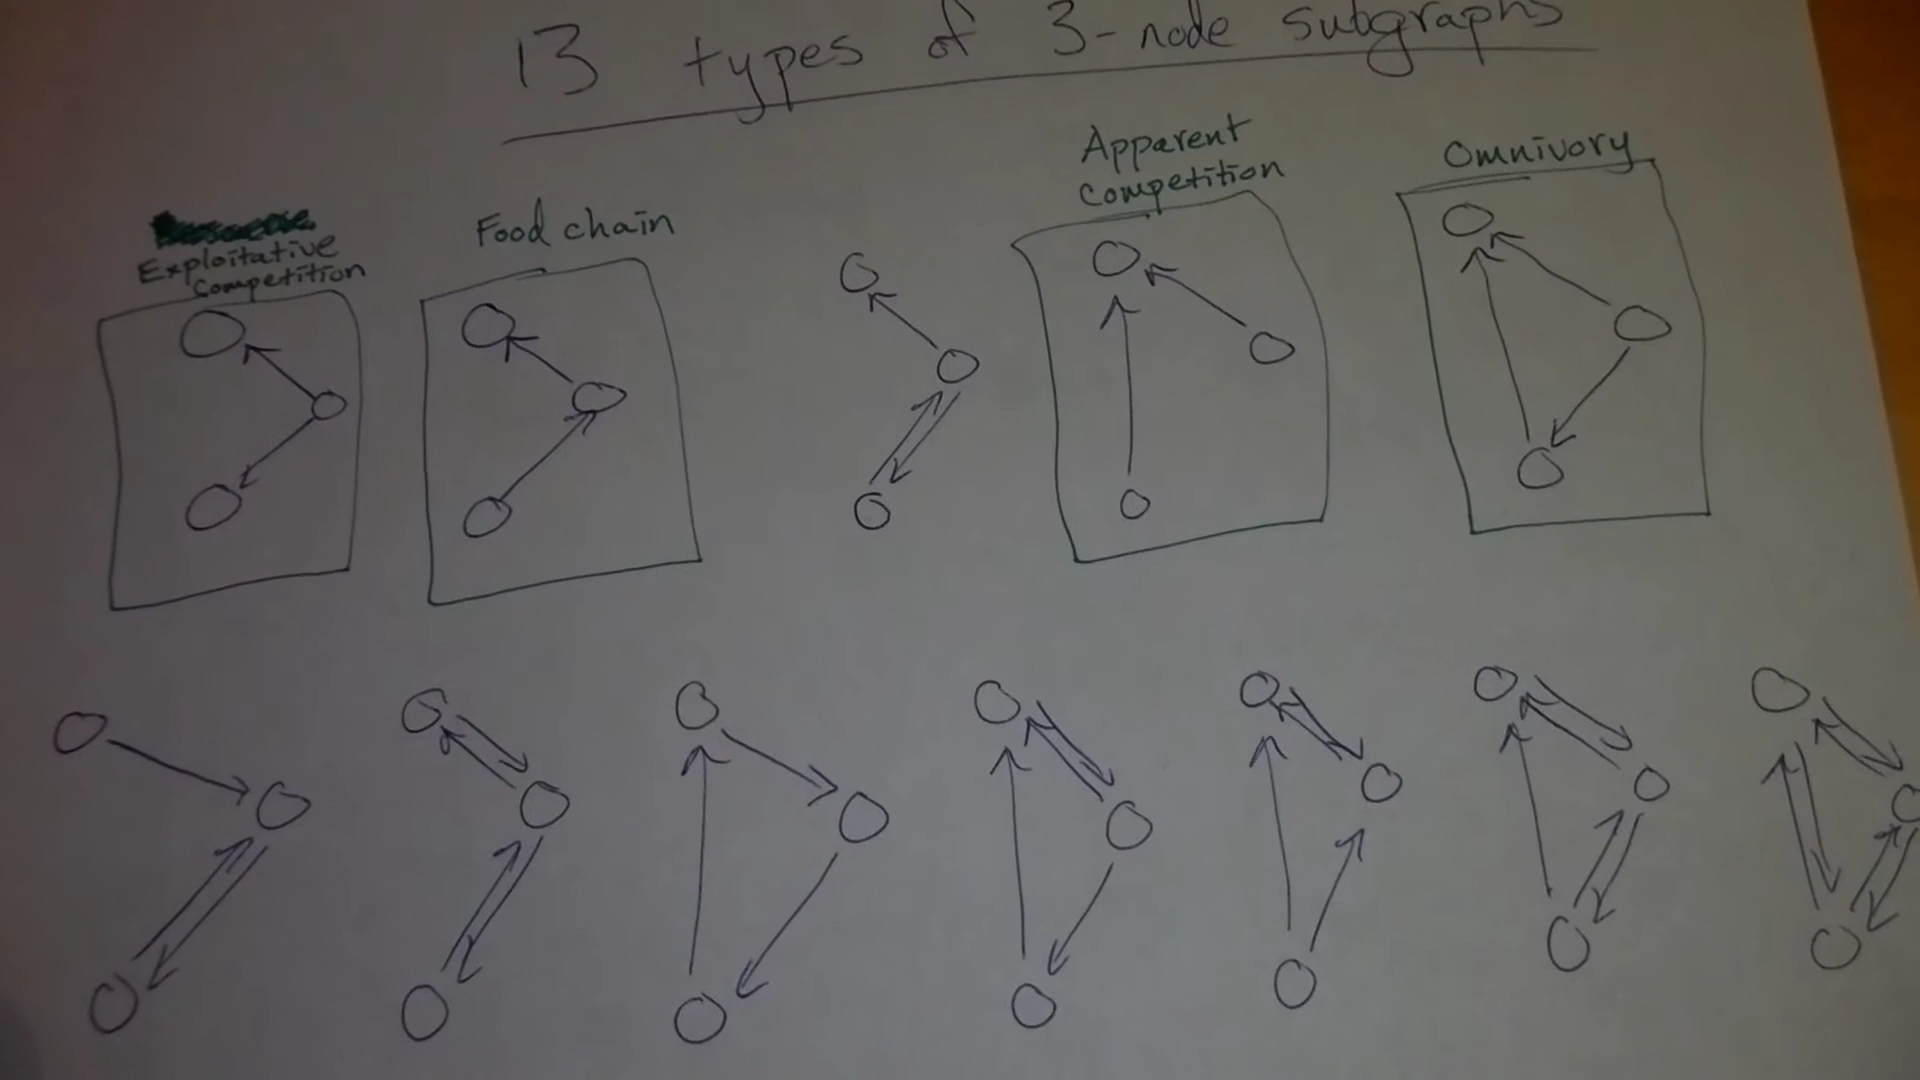 13 types of 3-node subgraphs
Exploitative
Competition
Food chain
Apparent
Competition
Omnivory